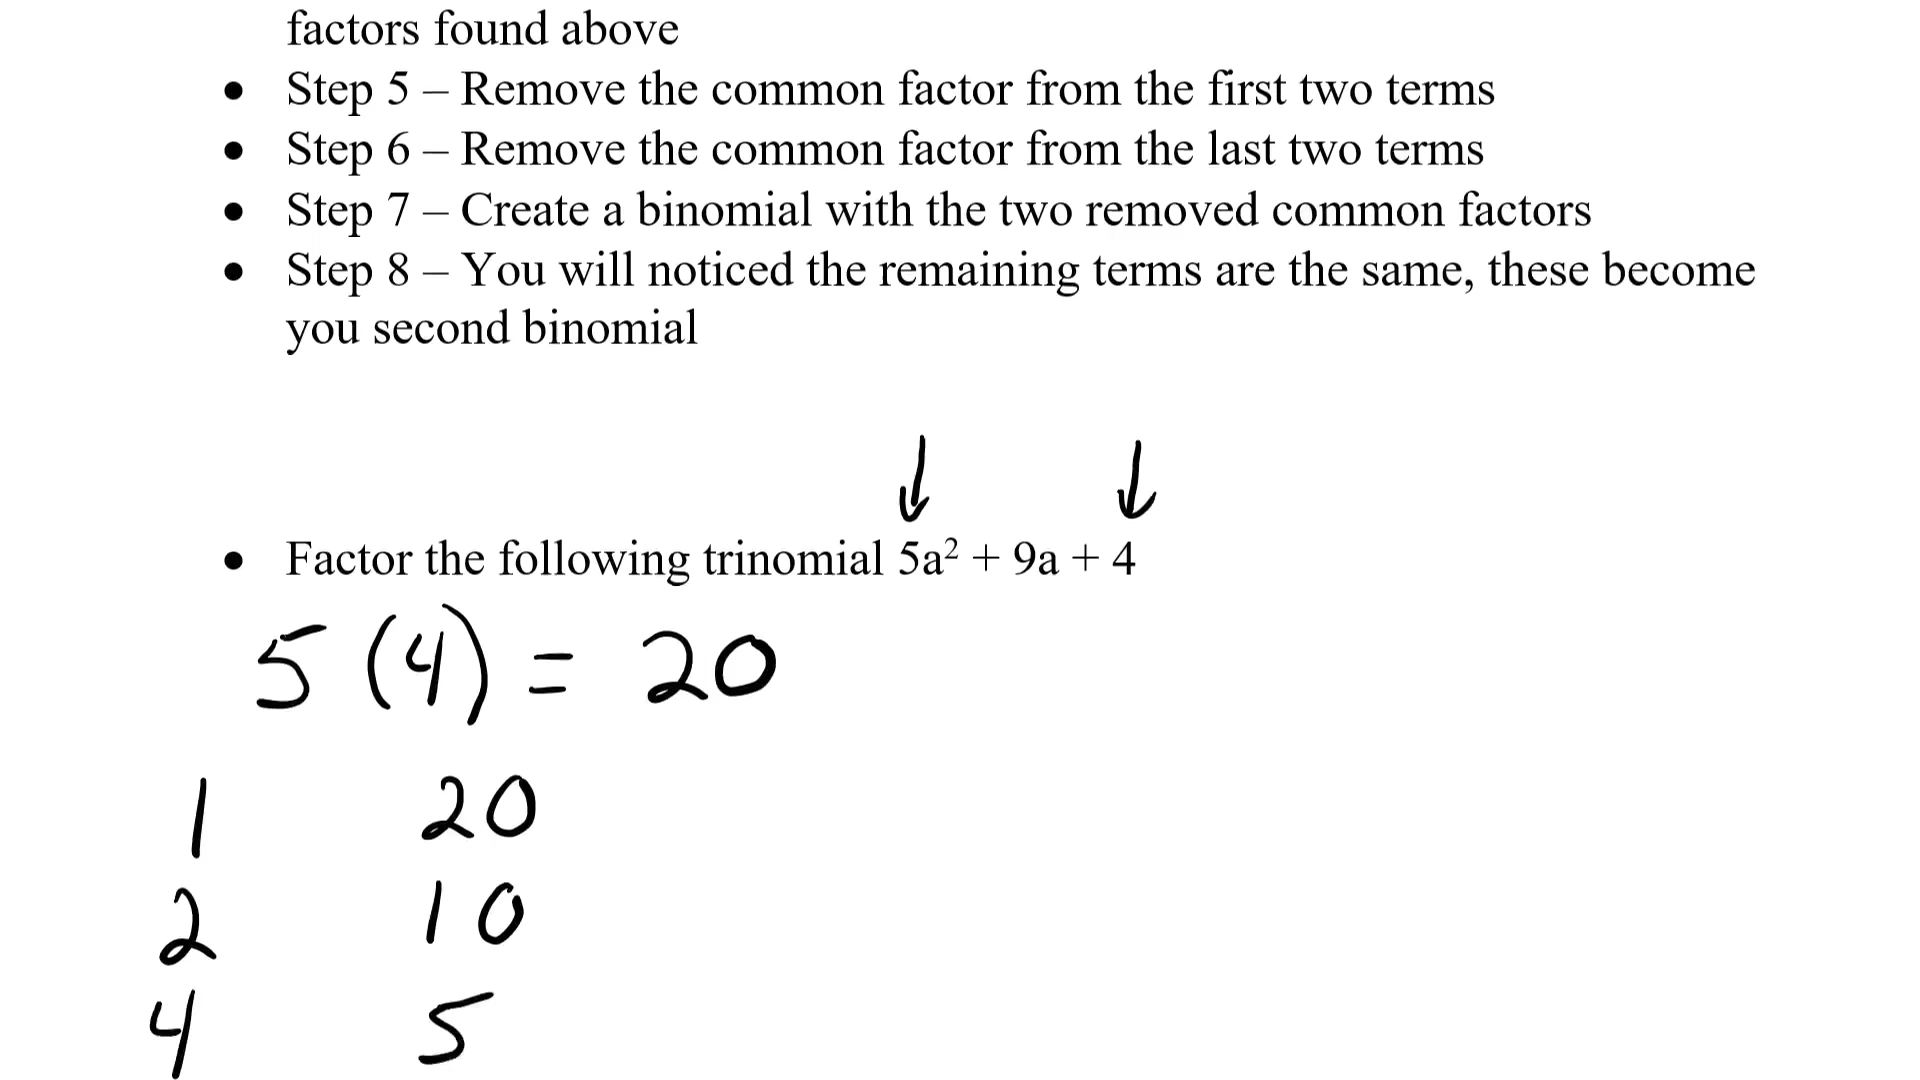 factors found above
• Step 5 – Remove the common factor from the first two terms
• Step 6 – Remove the common factor from the last two terms
• Step 7 – Create a binomial with the two removed common factors
• Step 8 – You will noticed the remaining terms are the same, these become
you second binomial
↓ ↓
• Factor the following trinomial 5a² + 9a + 4
5 (4) = 20
1 20
2 10
4 5